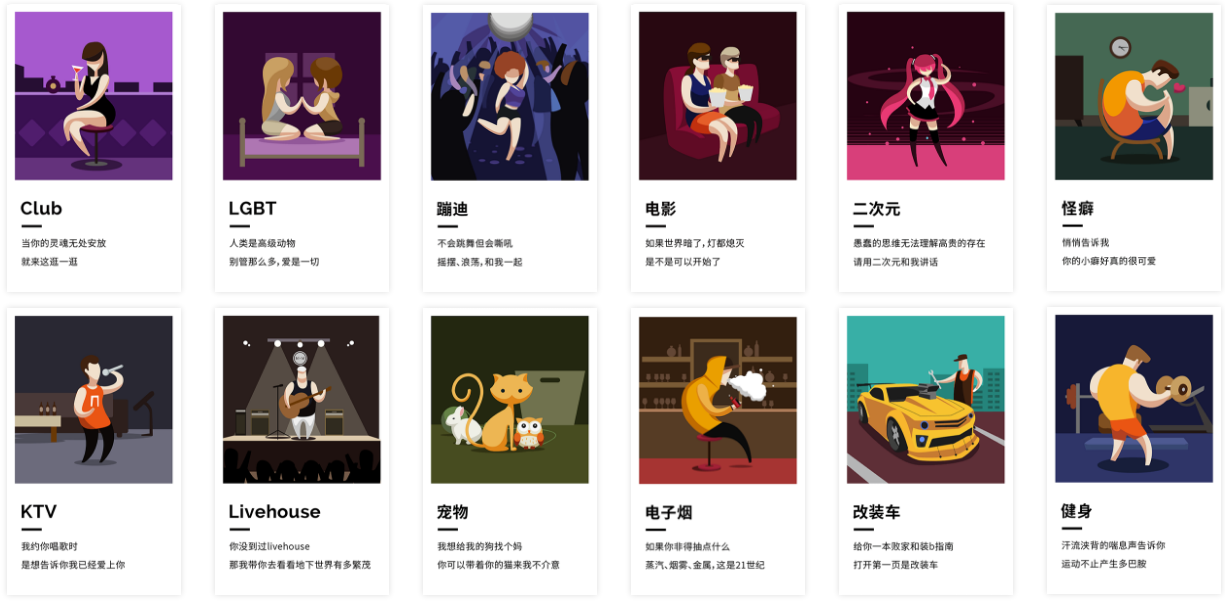 Club
当你的灵魂无处安放
就来这逛一逛
LGBT
人类是高级动物
别管那么多,爱是一切
蹦迪
不会跳舞但会嘶吼
摇摆、浪荡,和我一起
电影
如果世界暗了,灯都熄灭
是不是可以开始了
二次元
愚蠢的思维无法理解高贵的存在
请用二次元和我讲话
怪癖
悄悄告诉我
你的小癖好真的很可爱
KTV
我约你唱歌时
是想告诉你我已经爱上你
Livehouse
你没到过livehouse
那我带你去看看地下世界有多繁茂
宠物
我想给我的狗找个妈
你可以带着你的猫来我不介意
电子烟
如果你非得抽点什么
蒸汽、烟雾、金属,这是21世纪
改装车
给你一本败家和装b指南
打开第一页是改装车
健身
汗流浃背的喘息声告诉你
运动不止产生多巴胺